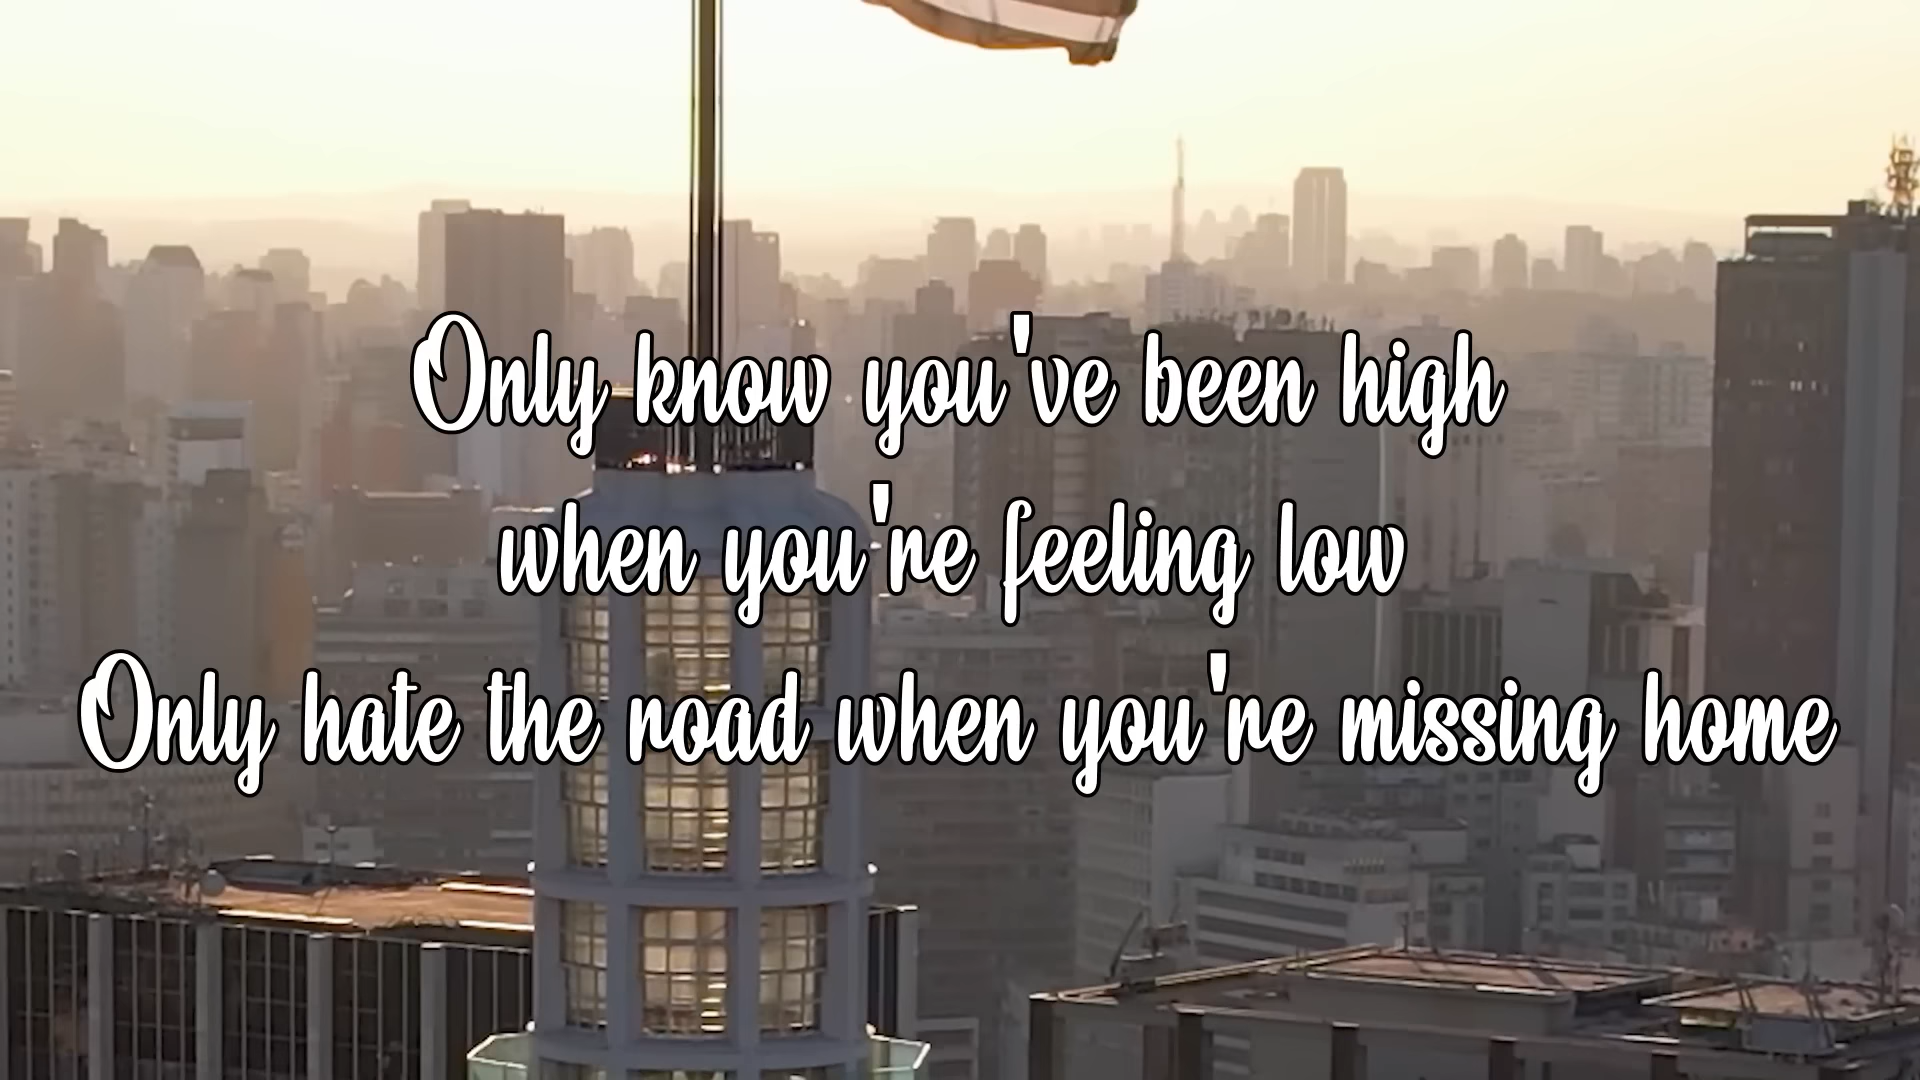 Only know you've been high
when you're feeling low
Only hate the road when you're missing home